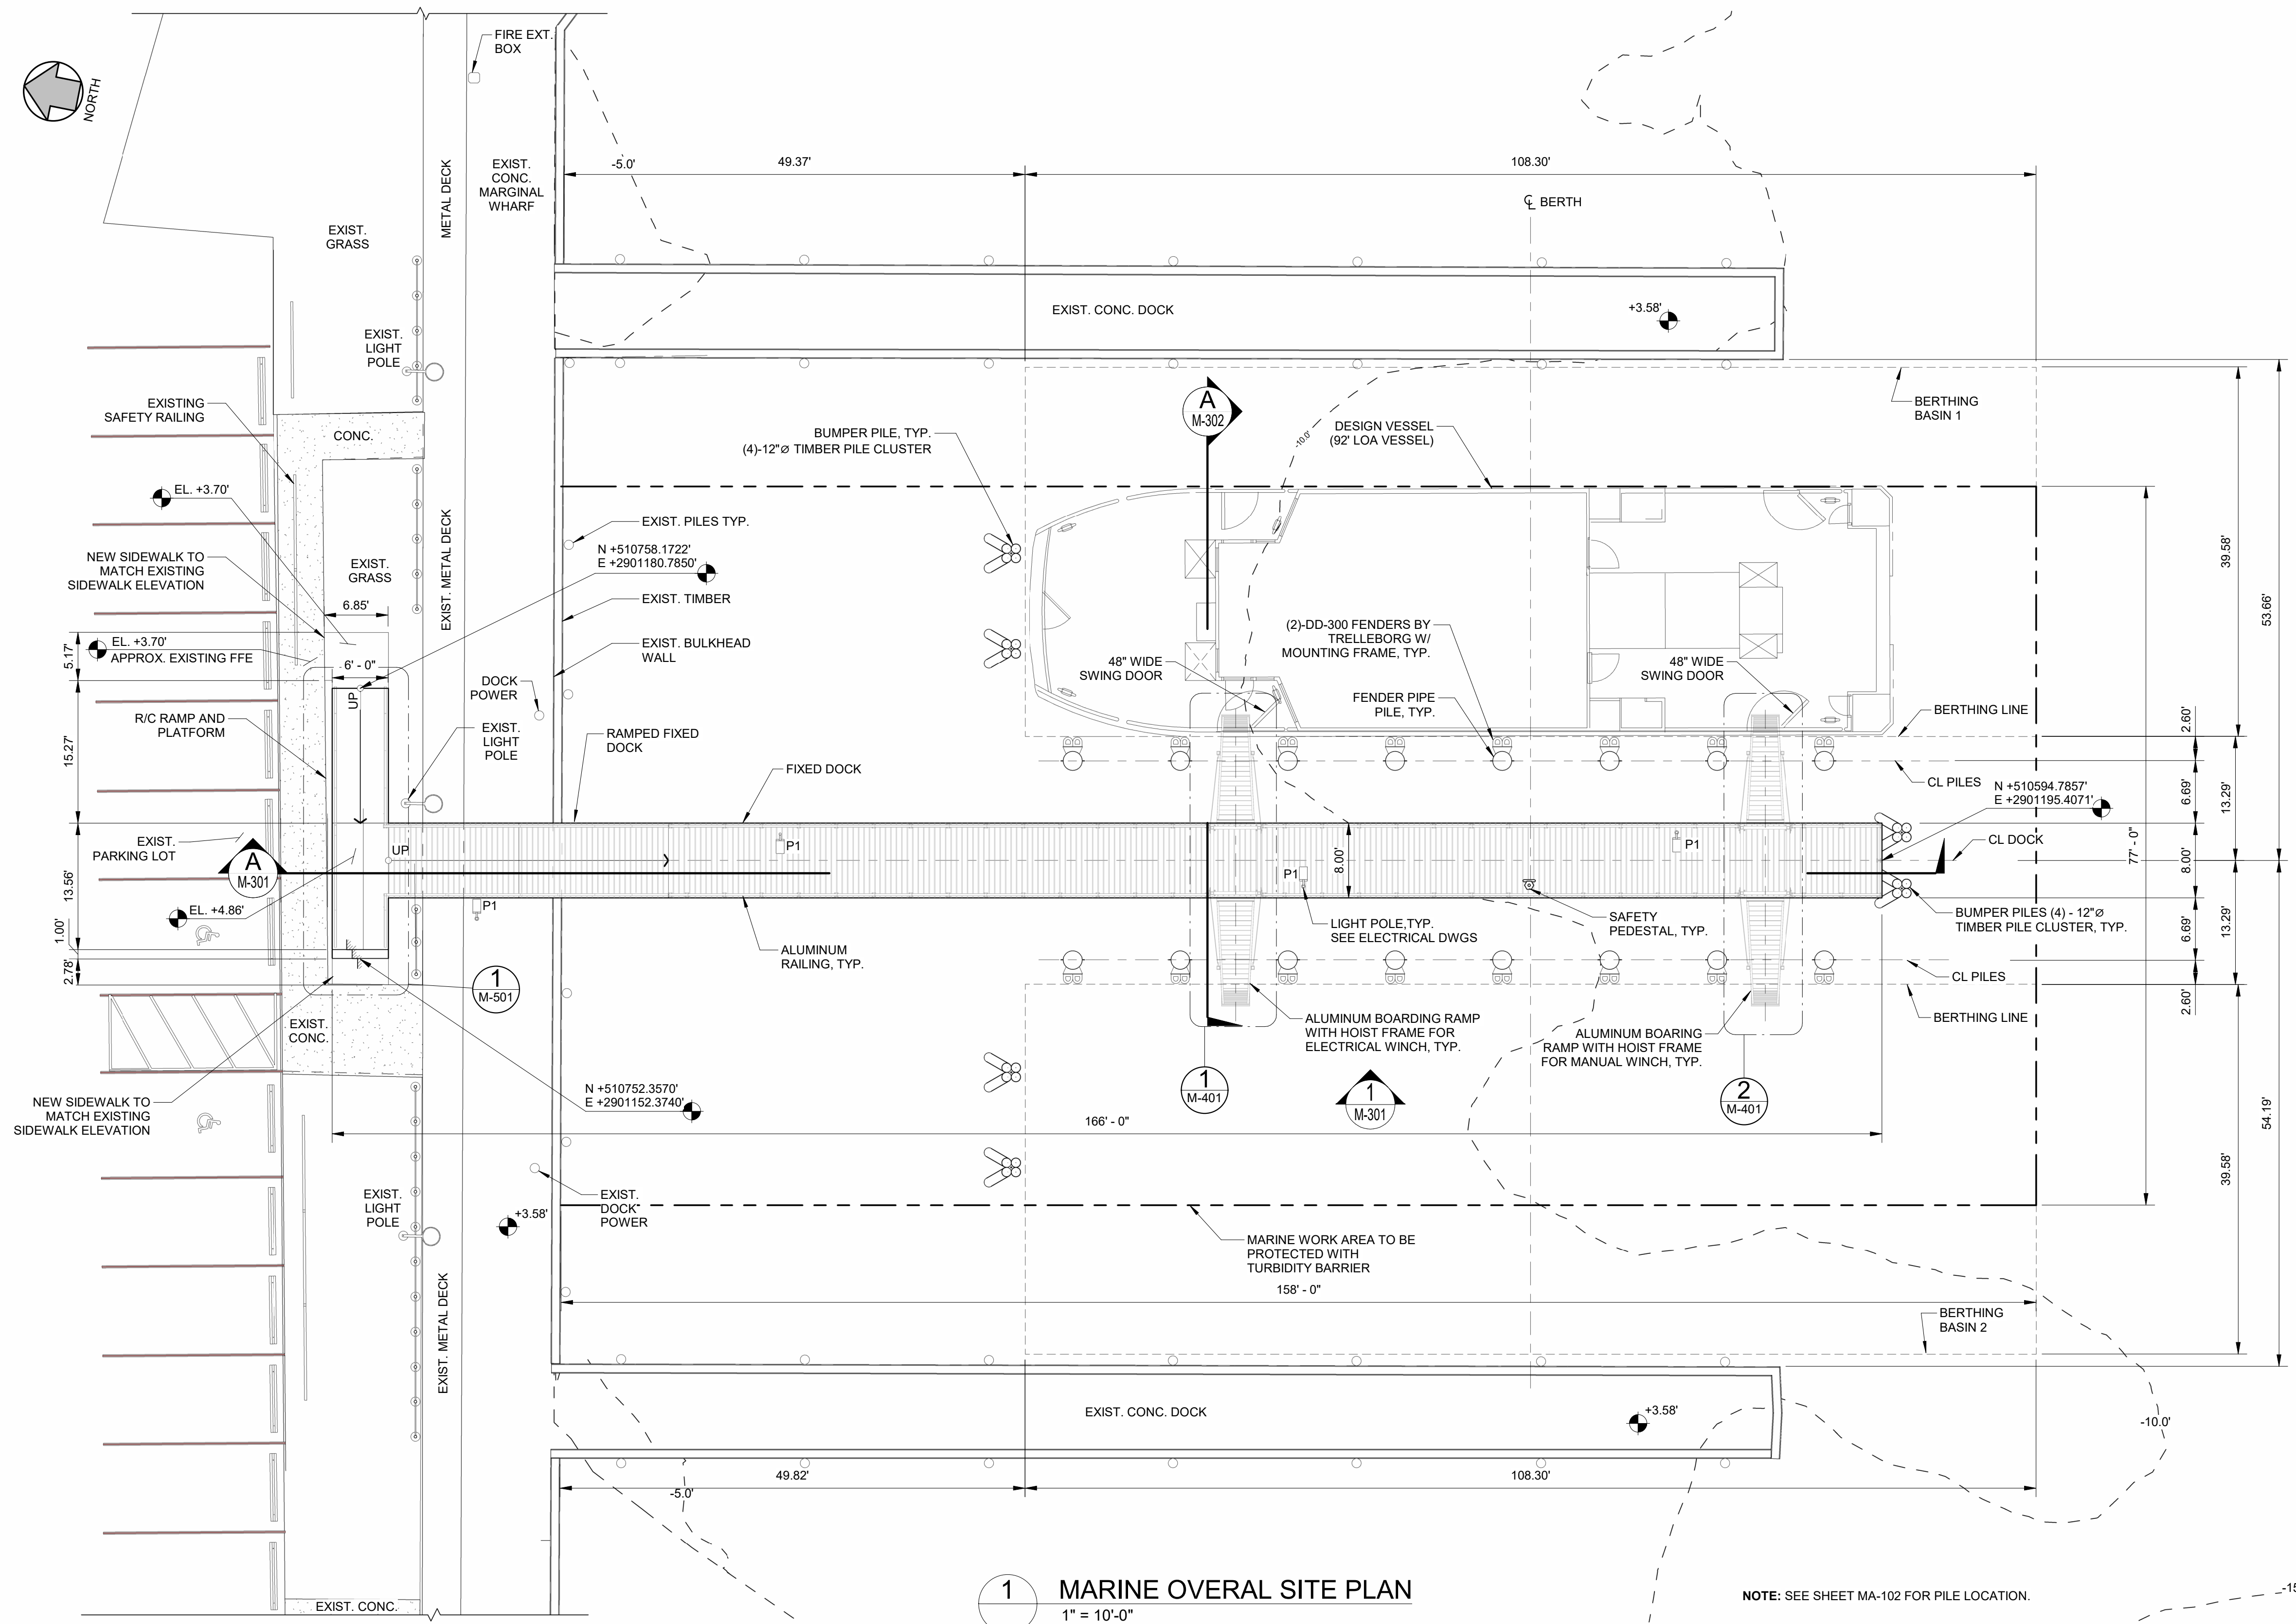 FIRE EXT.
BOX
NORTH
METAL DECK
EXIST.
CONC.
MARGINAL
WHARF
-5.0'
49.37'
108.30'
℄ BERTH
EXIST.
GRASS
EXIST. CONC. DOCK
+3.58'
EXIST.
LIGHT
POLE
EXISTING
SAFETY RAILING
CONC.
A
M-302
BERTHING
BASIN 1
BUMPER PILE, TYP.
(4)-12"Ø TIMBER PILE CLUSTER
DESIGN VESSEL
(92' LOA VESSEL)
-10.0'
EL. +3.70'
EXIST. PILES TYP.
N +510758.1722'
E +2901180.7850'
EXIST. METAL DECK
NEW SIDEWALK TO
MATCH EXISTING
SIDEWALK ELEVATION
EXIST.
GRASS
39.58'
53.66'
EXIST. TIMBER
6.85'
EL. +3.70'
APPROX. EXISTING FFE
5.17'
6' - 0"
UP
EXIST. BULKHEAD
WALL
(2)-DD-300 FENDERS BY
TRELLEBORG W/
MOUNTING FRAME, TYP.
48" WIDE
SWING DOOR
48" WIDE
SWING DOOR
DOCK
POWER
FENDER PIPE
PILE, TYP.
BERTHING LINE
2.60'
R/C RAMP AND
PLATFORM
EXIST.
LIGHT
POLE
RAMPED FIXED
DOCK
15.27'
FIXED DOCK
CL PILES
N +510594.7857'
E +2901195.4071'
6.69'
13.29'
EXIST.
PARKING LOT
A
M-301
UP
P1
P1
P1
P1
8.00'
CL DOCK
77' - 0"
8.00'
13.56'
EL. +4.86'
1.00'
2.78'
LIGHT POLE,TYP.
SEE ELECTRICAL DWGS
SAFETY
PEDESTAL, TYP.
BUMPER PILES (4) - 12"Ø
TIMBER PILE CLUSTER, TYP.
6.69'
13.29'
ALUMINUM
RAILING, TYP.
1
M-501
CL PILES
2.60'
EXIST.
CONC.
ALUMINUM BOARDING RAMP
WITH HOIST FRAME FOR
ELECTRICAL WINCH, TYP.
ALUMINUM BOARING
RAMP WITH HOIST FRAME
FOR MANUAL WINCH, TYP.
BERTHING LINE
1
M-401
1
M-301
2
M-401
N +510752.3570'
E +2901152.3740'
NEW SIDEWALK TO
MATCH EXISTING
SIDEWALK ELEVATION
166' - 0"
54.19'
39.58'
EXIST.
LIGHT
POLE
+3.58'
EXIST.
DOCK
POWER
MARINE WORK AREA TO BE
PROTECTED WITH
TURBIDITY BARRIER
158' - 0"
EXIST. METAL DECK
BERTHING
BASIN 2
EXIST. CONC. DOCK
+3.58'
-10.0'
49.82'
-5.0'
108.30'
EXIST. CONC.
1
MARINE OVERAL SITE PLAN
1" = 10'-0"
NOTE: SEE SHEET MA-102 FOR PILE LOCATION.